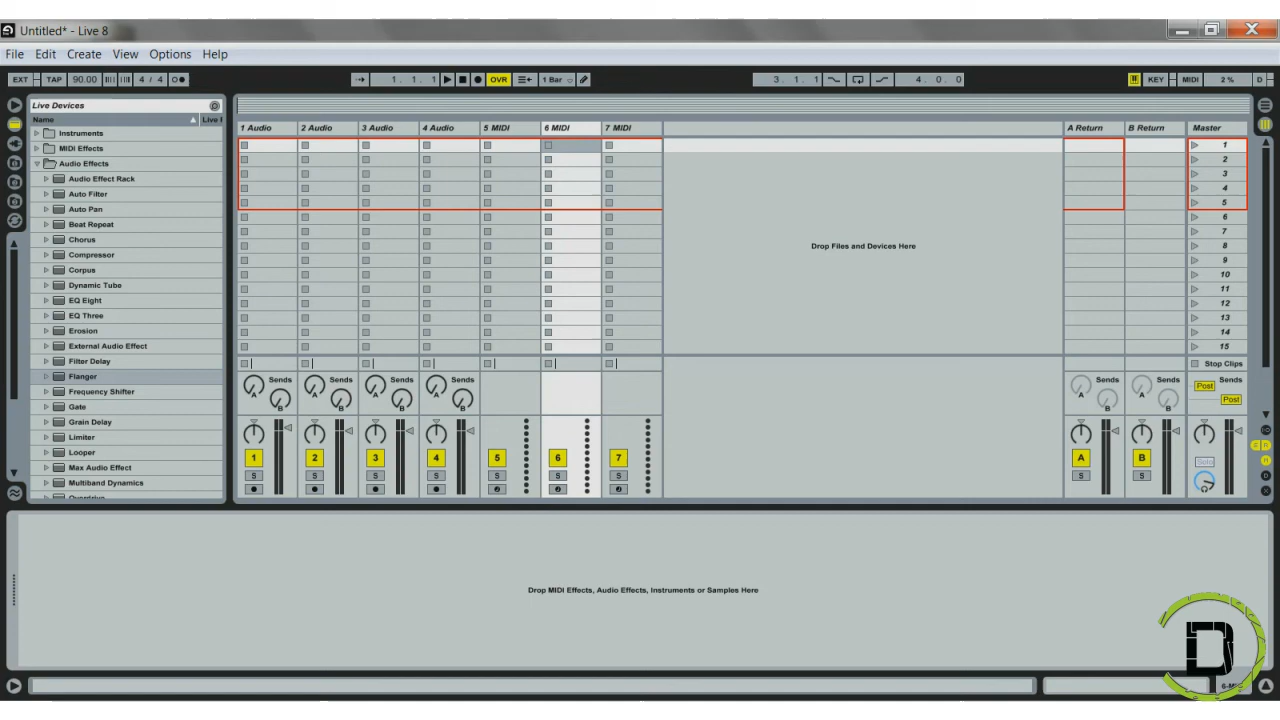 Untitled* - Live 8
File Edit Create View Options Help
EXT TAP 90.00 4 / 4 1. 1. 1 OVR 1 Bar 3. 1. 1 4. 0. 0 KEY MIDI 2 % D
Live Devices
Name Live
Instruments
MIDI Effects
Audio Effects
Audio Effect Rack
Auto Filter
Auto Pan
Beat Repeat
Chorus
Compressor
Corpus
Dynamic Tube
EQ Eight
EQ Three
Erosion
External Audio Effect
Filter Delay
Flanger
Frequency Shifter
Gate
Grain Delay
Limiter
Looper
Max Audio Effect
Multiband Dynamics
Overdrive
1 Audio 2 Audio 3 Audio 4 Audio 5 MIDI 6 MIDI 7 MIDI A Return B Return Master
1
2
3
4
5
6
7
8
9
10
11
12
13
14
15
Drop Files and Devices Here
Stop Clips
Sends Sends Sends Sends Sends Sends Sends
A A A A A A Post
B B B B B B Post
1 2 3 4 5 6 7 A B Solo
S S S S S S S S S
Drop MIDI Effects, Audio Effects, Instruments or Samples Here
D